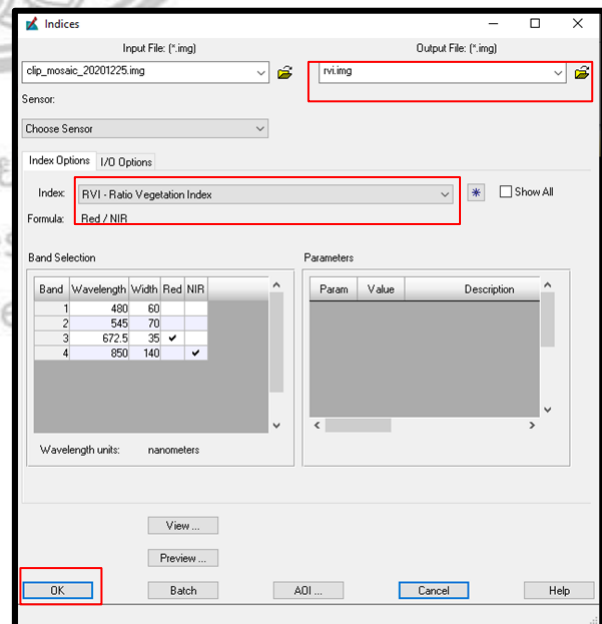 Indices
Input File: (*.img) Output File: (*.img)
clip_mosaic_20201225.img rvi.img
Sensor:
Choose Sensor
Index Options I/O Options
Index: RVI - Ratio Vegetation Index Show All
Formula: Red / NIR
Band Selection Parameters
Band Wavelength Width Red NIR Param Value Description
1 480 60
2 545 70
3 672.5 35 ✔
4 850 140 ✔
Wavelength units: nanometers
View ...
Preview ...
OK Batch AOI ... Cancel Help